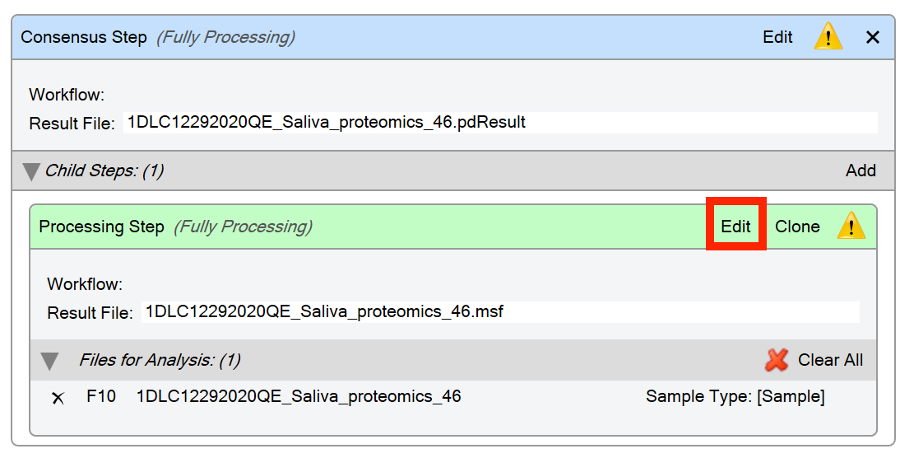 Consensus Step (Fully Processing) Edit
Workflow:
Result File: 1DLC12292020QE_Saliva_proteomics_46.pdResult
Child Steps: (1) Add
Processing Step (Fully Processing) Edit Clone
Workflow:
Result File: 1DLC12292020QE_Saliva_proteomics_46.msf
Files for Analysis: (1) Clear All
F10 1DLC12292020QE_Saliva_proteomics_46 Sample Type: [Sample]